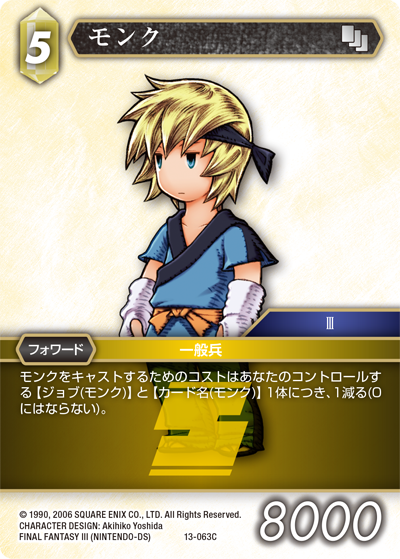 5
モンク
III
フォワード
一般兵
モンクをキャストするためのコストはあなたのコントロールす
る【ジョブ(モンク)】と【カード名(モンク)】1体につき、1減る(0
にはならない)。
© 1990, 2006 SQUARE ENIX CO., LTD. All Rights Reserved.
CHARACTER DESIGN: Akihiko Yoshida
FINAL FANTASY III (NINTENDO-DS)
13-063C
8000